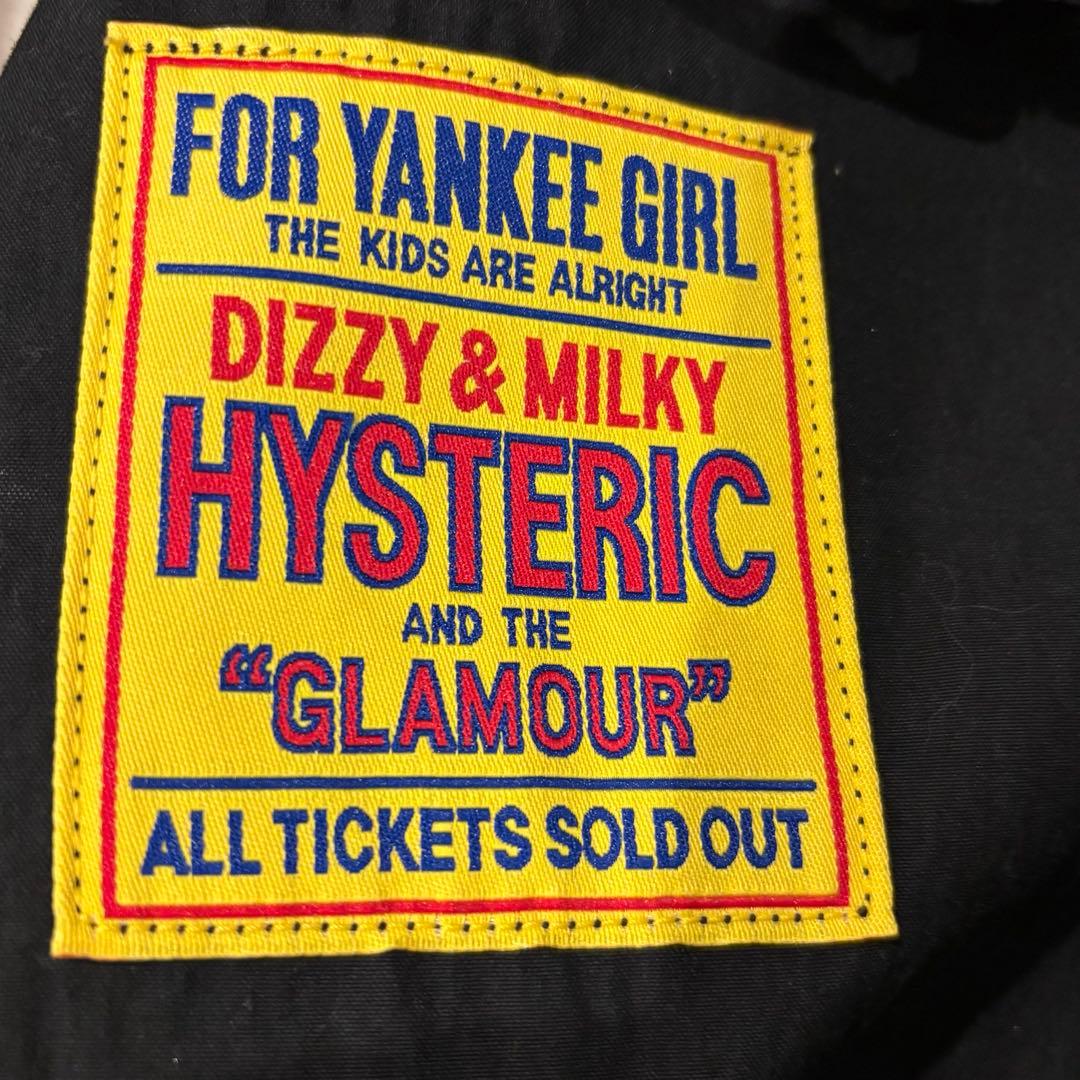 FOR YANKEE GIRL
THE KIDS ARE ALRIGHT
DIZZY & MILKY
HYSTERIC
AND THE
“GLAMOUR”
ALL TICKETS SOLD OUT